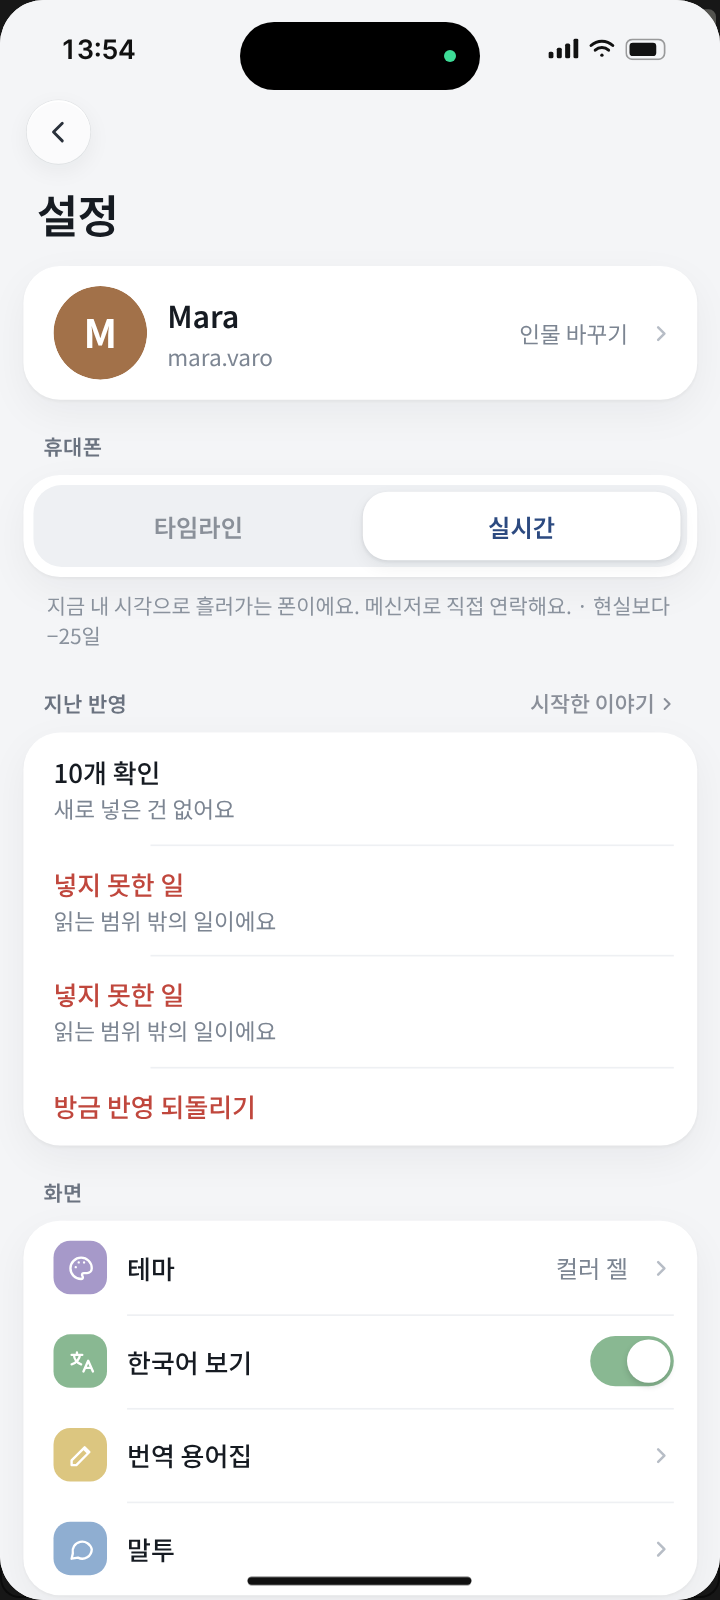 13:54
설정
M
Mara
mara.varo
인물 바꾸기
휴대폰
타임라인
실시간
지금 내 시각으로 흘러가는 폰이에요. 메신저로 직접 연락해요. · 현실보다
−25일
지난 반영
시작한 이야기
10개 확인
새로 넣은 건 없어요
넣지 못한 일
읽는 범위 밖의 일이에요
넣지 못한 일
읽는 범위 밖의 일이에요
방금 반영 되돌리기
화면
테마
컬러 젤
한국어 보기
번역 용어집
말투